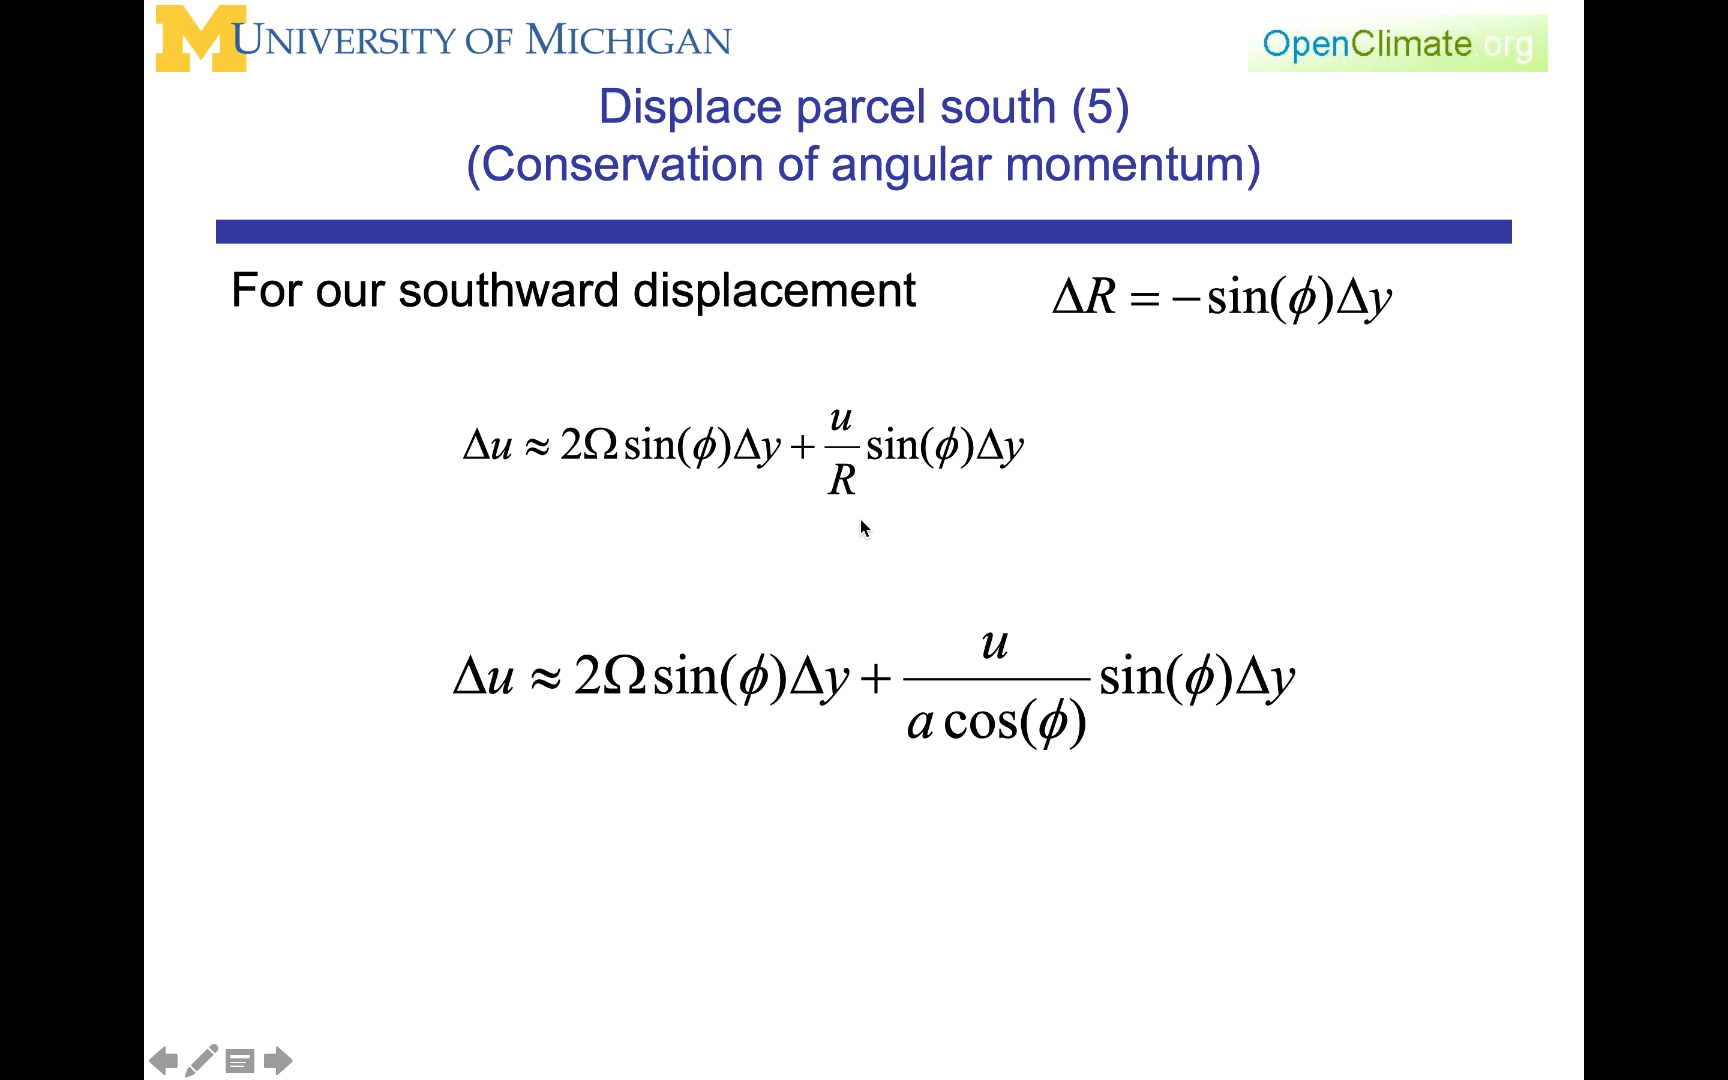 M UNIVERSITY OF MICHIGAN
OpenClimate.org
Displace parcel south (5)
(Conservation of angular momentum)
For our southward displacement ΔR = −sin(ϕ)Δy
Δu ≈ 2Ω sin(ϕ)Δy + u/R sin(ϕ)Δy
Δu ≈ 2Ω sin(ϕ)Δy + u/(a cos(ϕ)) sin(ϕ)Δy